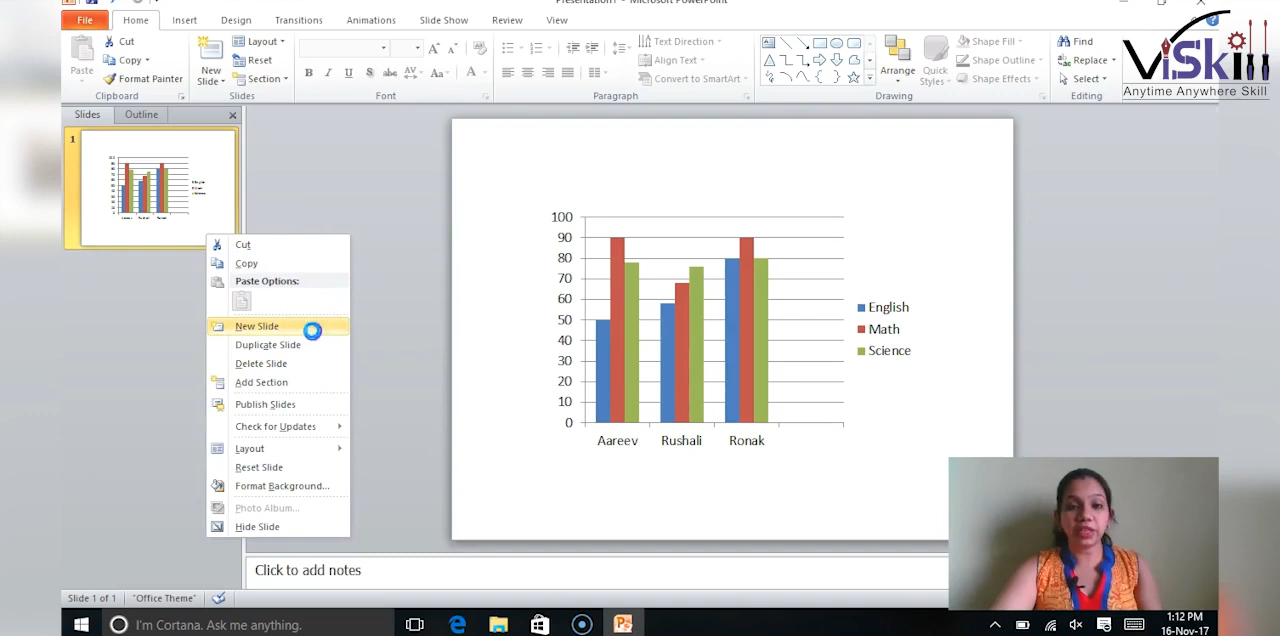 Presentation1 - Microsoft PowerPoint
File
Home
Insert
Design
Transitions
Animations
Slide Show
Review
View
Paste
Cut
Copy
Format Painter
Clipboard
New
Slide
Layout
Reset
Section
Slides
B I U S abc AV Aa A
Font
Text Direction
Align Text
Convert to SmartArt
Paragraph
Arrange
Quick
Styles
Shape Fill
Shape Outline
Shape Effects
Drawing
Find
Replace
Select
Editing
ViSkill
Anytime Anywhere Skill
Slides
Outline
1
Cut
Copy
Paste Options:
New Slide
Duplicate Slide
Delete Slide
Add Section
Publish Slides
Check for Updates
Layout
Reset Slide
Format Background...
Photo Album...
Hide Slide
100
90
80
70
60
50
40
30
20
10
0
Aareev
Rushali
Ronak
English
Math
Science
Click to add notes
Slide 1 of 1
"Office Theme"
I'm Cortana. Ask me anything.
1:12 PM
16-Nov-17